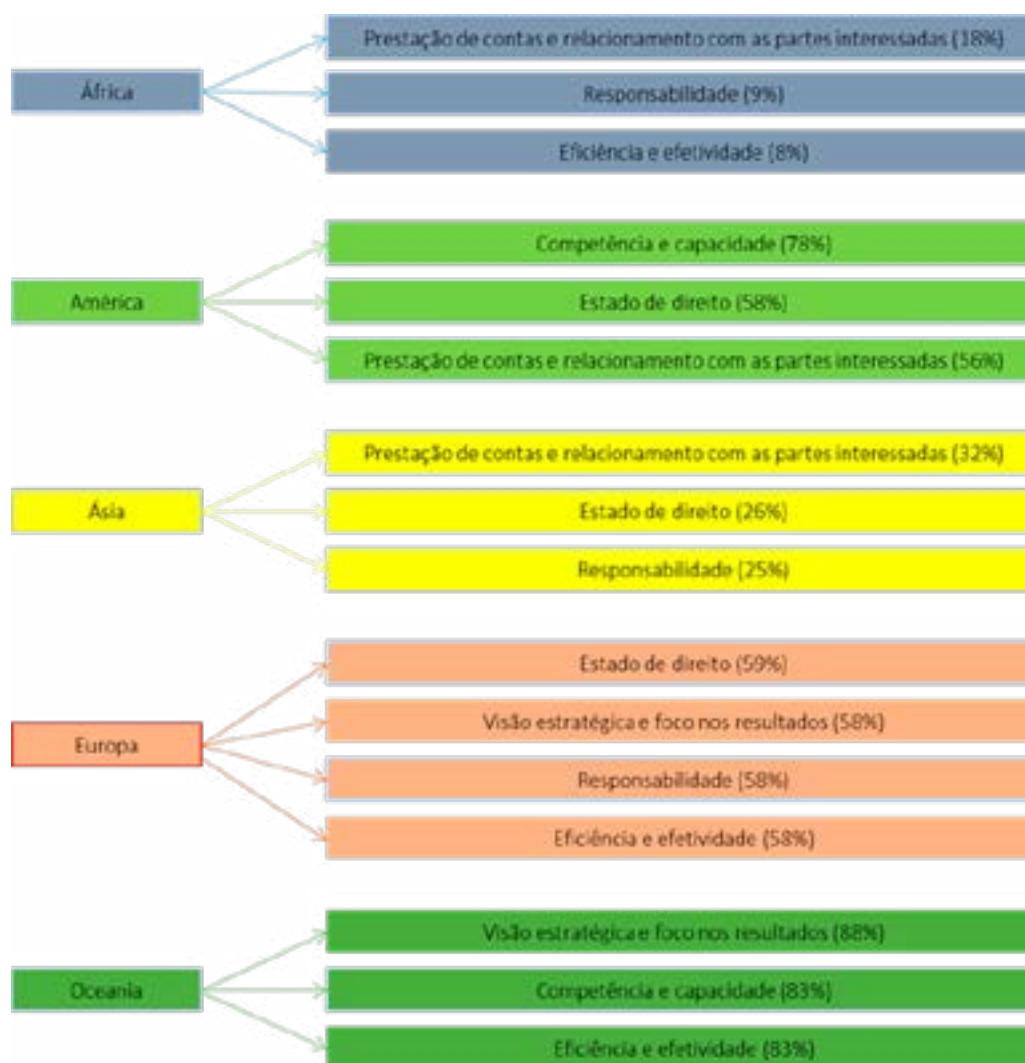 África
Prestação de contas e relacionamento com as partes interessadas (18%)
Responsabilidade (9%)
Eficiência e efetividade (8%)
América
Competência e capacidade (78%)
Estado de direito (58%)
Prestação de contas e relacionamento com as partes interessadas (56%)
Ásia
Prestação de contas e relacionamento com as partes interessadas (32%)
Estado de direito (26%)
Responsabilidade (25%)
Europa
Estado de direito (59%)
Visão estratégica e foco nos resultados (58%)
Responsabilidade (58%)
Eficiência e efetividade (58%)
Oceania
Visão estratégica e foco nos resultados (88%)
Competência e capacidade (83%)
Eficiência e efetividade (83%)